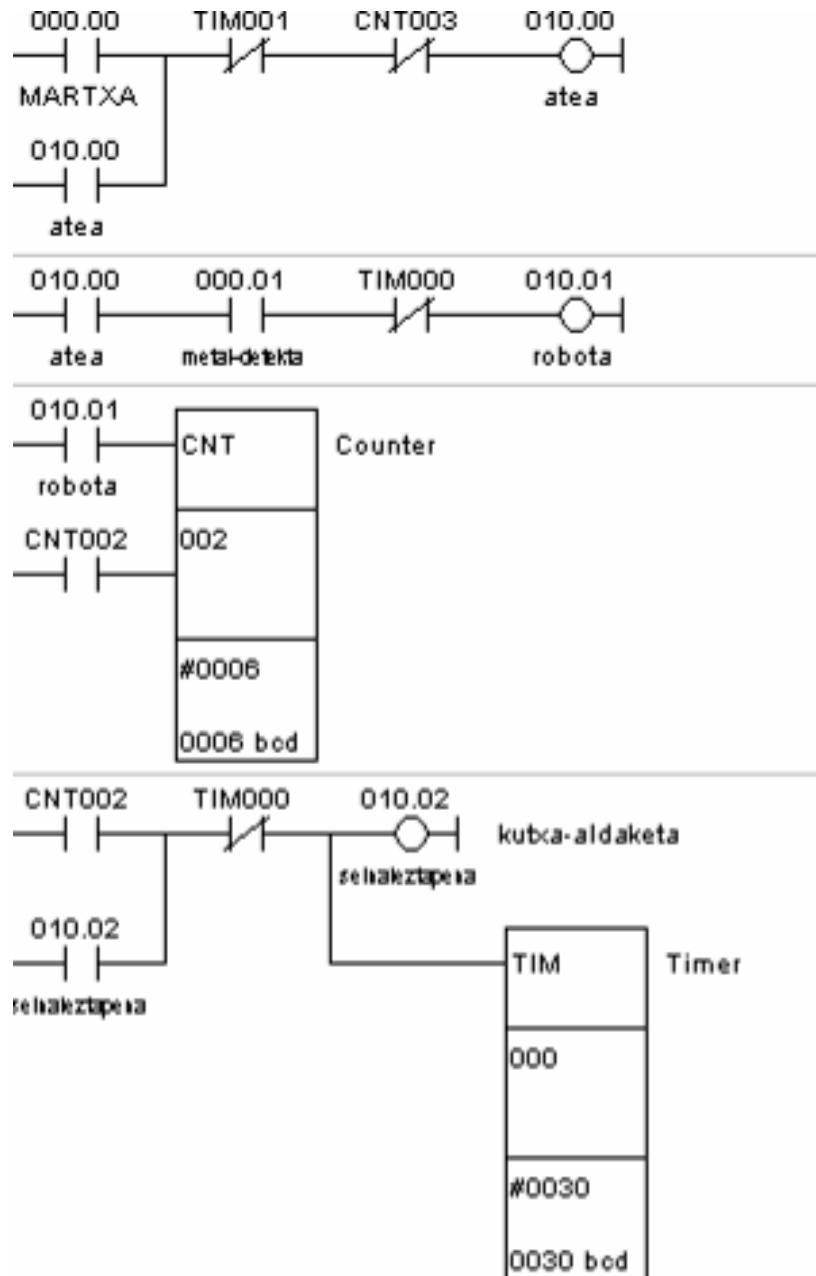 000.00 TIM001 CNT003 010.00
MARTXA atea
010.00
atea
010.00 000.01 TIM000 010.01
atea metal-detekta robota
010.01
CNT Counter
robota
CNT002 002
#0006
0006 bcd
CNT002 TIM000 010.02
kutxa-aldaketa
010.02
TIM Timer
000
#0030
0030 bcd